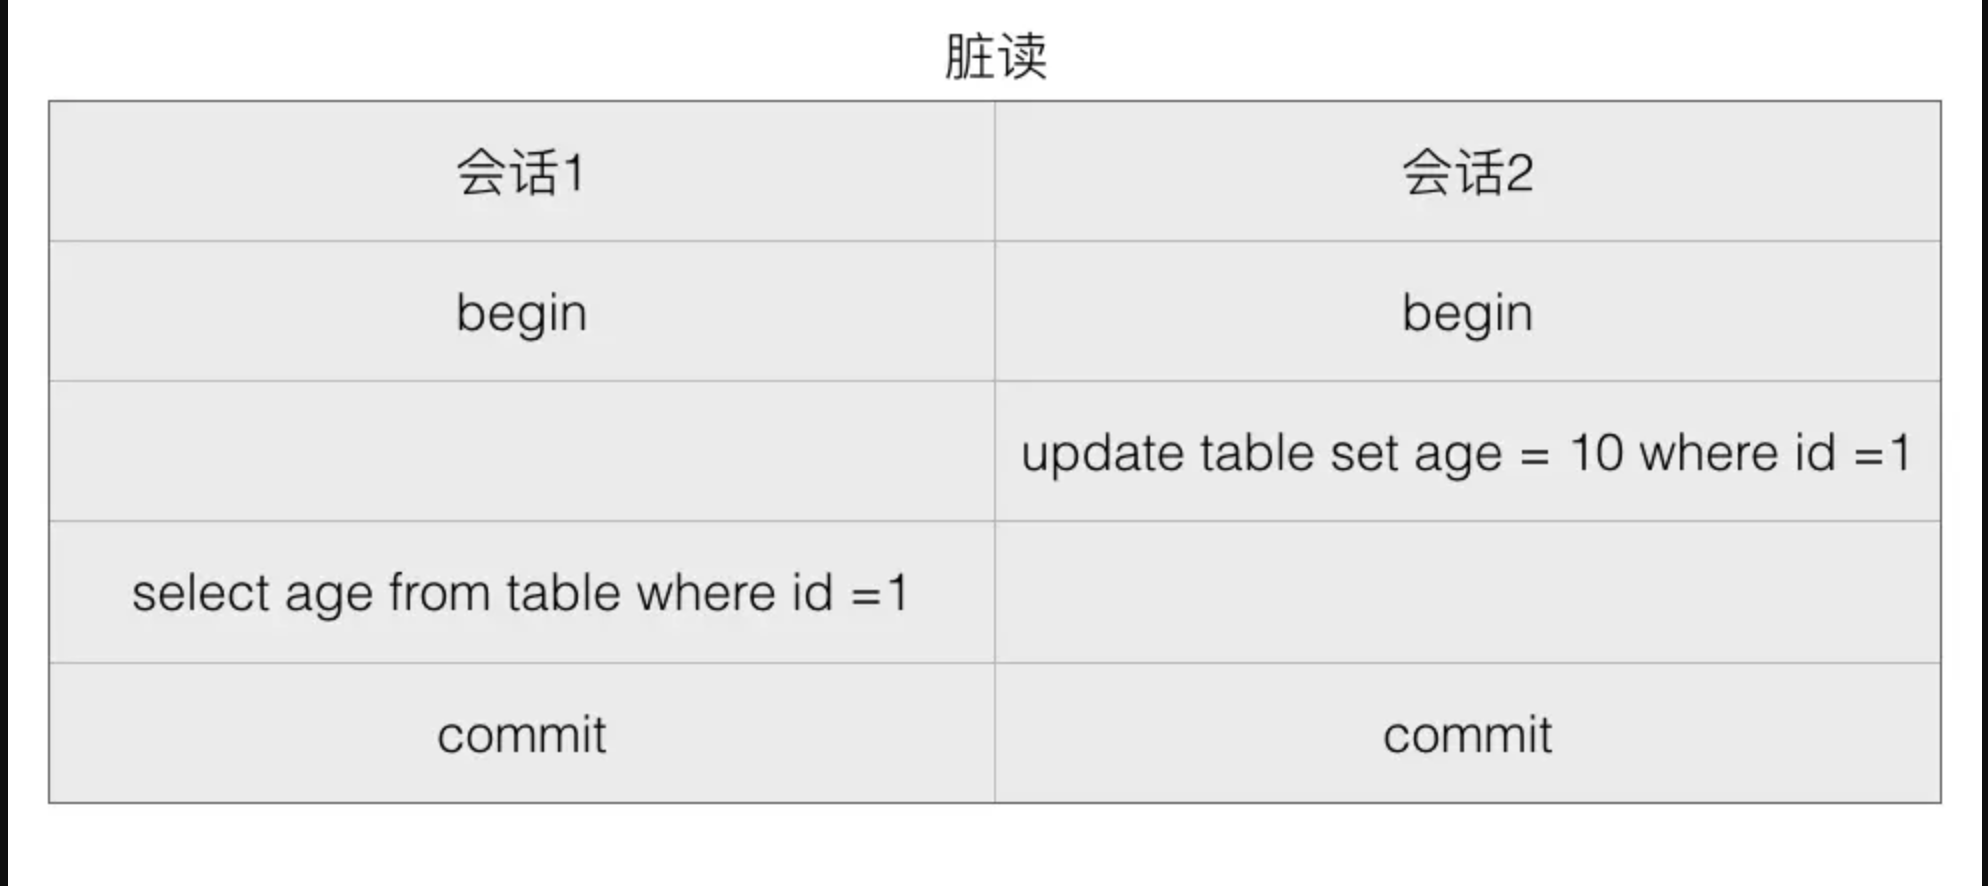 脏读
会话1 会话2
begin begin
update table set age = 10 where id =1
select age from table where id =1
commit commit